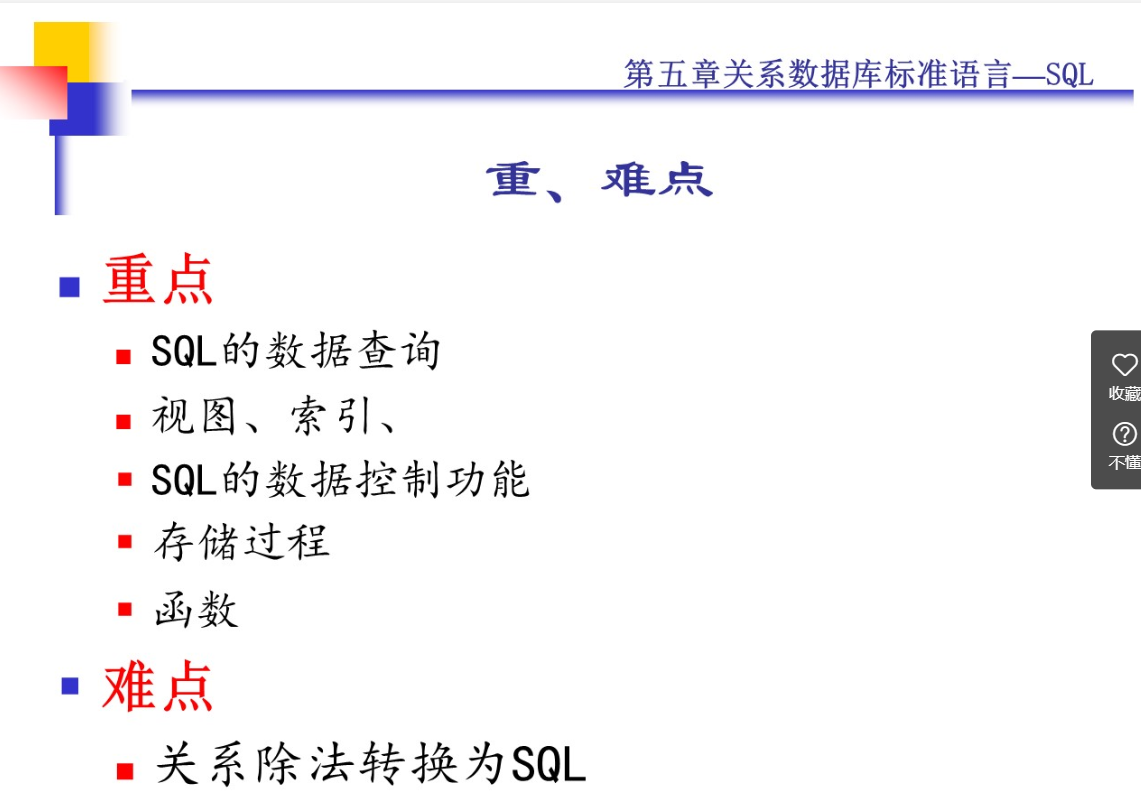 第五章关系数据库标准语言—SQL
重、难点
重点
SQL的数据查询
视图、索引、
SQL的数据控制功能
存储过程
函数
难点
关系除法转换为SQL
收藏
不懂